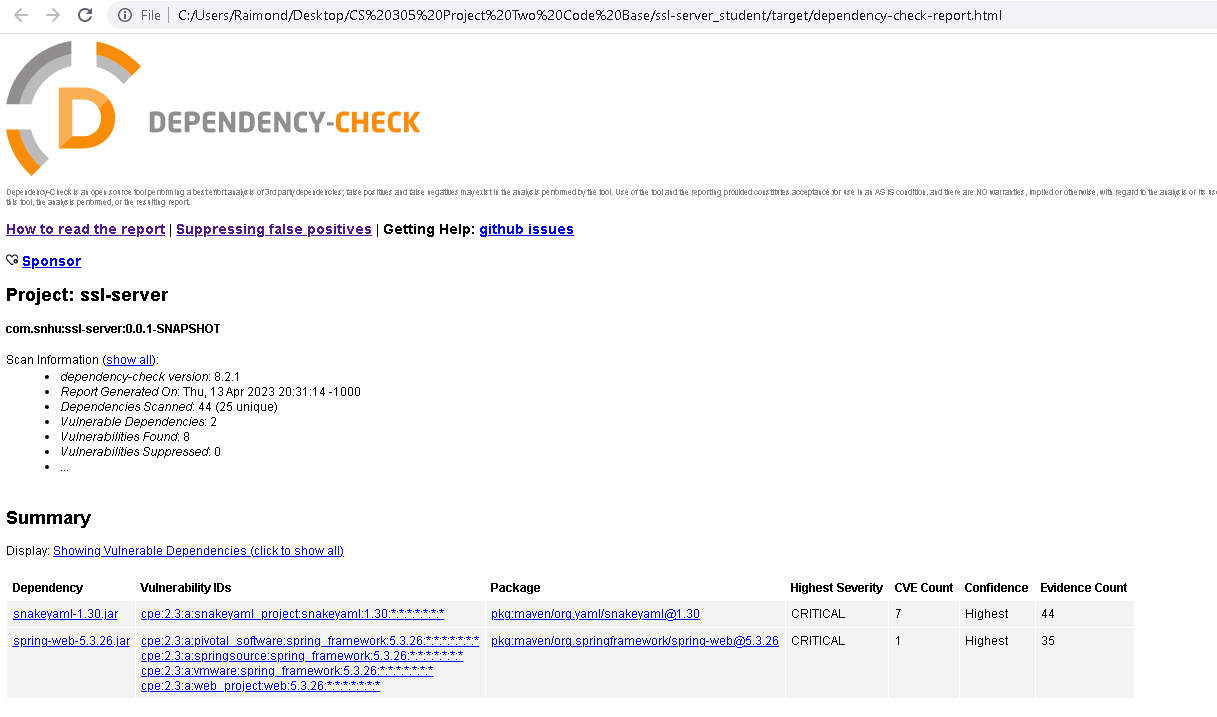 File | C:/Users/Raimond/Desktop/CS%20305%20Project%20Two%20Code%20Base/ssl-server_student/target/dependency-check-report.html
D
DEPENDENCY-CHECK
Dependency-Check is an open source tool performing a best effort analysis of 3rd party dependencies; false positives and false negatives may exist in the analysis performed by the tool. Use of the tool and the reporting provided constitutes acceptance for use in an AS IS condition, and there are NO warranties, implied or otherwise, with regard to the analysis or its
this tool, the analysis performed, or the resulting report.
How to read the report | Suppressing false positives | Getting Help: github issues
Sponsor
Project: ssl-server
com.snhu:ssl-server:0.0.1-SNAPSHOT
Scan Information (show all):
• dependency-check version: 8.2.1
• Report Generated On: Thu, 13 Apr 2023 20:31:14 -1000
• Dependencies Scanned: 44 (25 unique)
• Vulnerable Dependencies: 2
• Vulnerabilities Found: 8
• Vulnerabilities Suppressed: 0
• ...
Summary
Display: Showing Vulnerable Dependencies (click to show all)
Dependency Vulnerability IDs Package Highest Severity CVE Count Confidence Evidence Count
snakeyaml-1.30.jar cpe:2.3:a:snakeyaml_project:snakeyaml:1.30:*:*:*:*:*:*:* pkg:maven/org.yaml/snakeyaml@1.30 CRITICAL 7 Highest 44
spring-web-5.3.26.jar cpe:2.3:a:pivotal_software:spring_framework:5.3.26:*:*:*:*:*:*:* pkg:maven/org.springframework/spring-web@5.3.26 CRITICAL 1 Highest 35
cpe:2.3:a:springsource:spring_framework:5.3.26:*:*:*:*:*:*:*
cpe:2.3:a:vmware:spring_framework:5.3.26:*:*:*:*:*:*:*
cpe:2.3:a:web_project:web:5.3.26:*:*:*:*:*:*:*